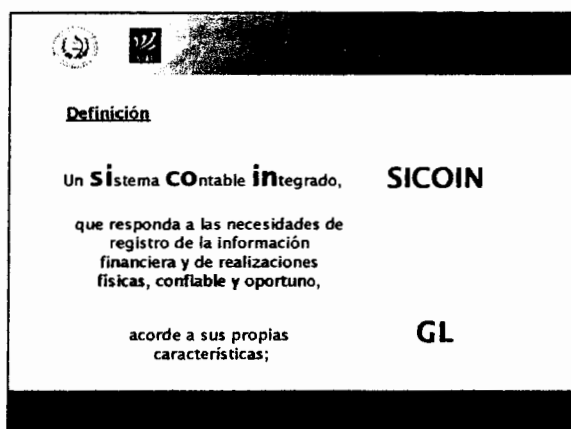 Definición
Un sistema contable integrado, SICOIN
que responda a las necesidades de
registro de la información
financiera y de realizaciones
físicas, confiable y oportuno,
acorde a sus propias GL
características;